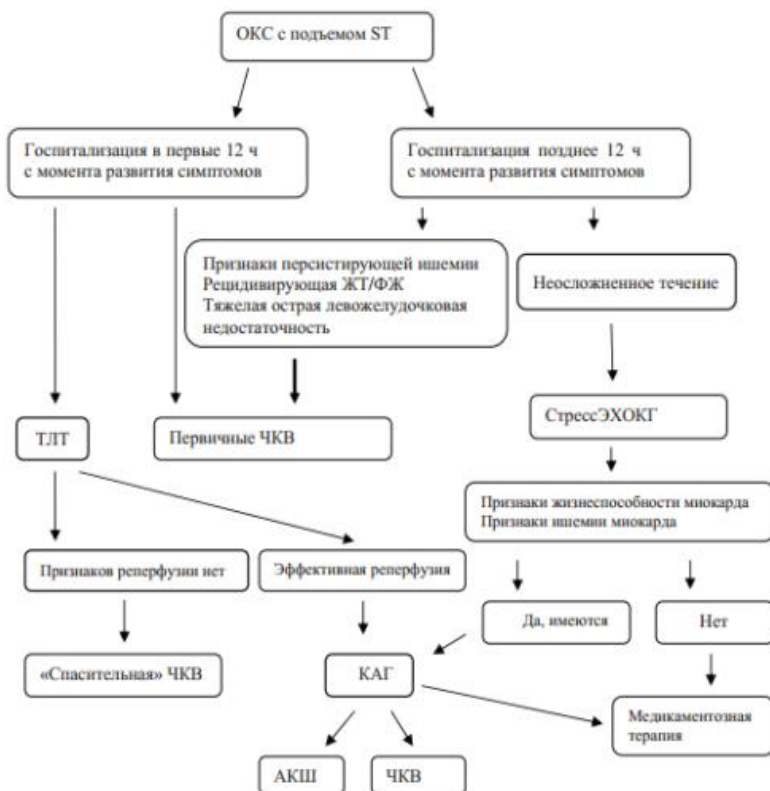 ОКС с подъемом ST
Госпитализация в первые 12 ч
с момента развития симптомов
Госпитализация позднее 12 ч
с момента развития симптомов
Признаки персистирующей ишемии
Рецидивирующая ЖТ/ФЖ
Тяжелая острая левожелудочковая
недостаточность
Неосложненное течение
ТЛТ
Первичные ЧКВ
СтрессЭХОКГ
Признаки жизнеспособности миокарда
Признаки ишемии миокарда
Признаков реперфузии нет
Эффективная реперфузия
Да, имеются
Нет
«Спасительная» ЧКВ
КАГ
Медикаментозная
терапия
АКШ
ЧКВ